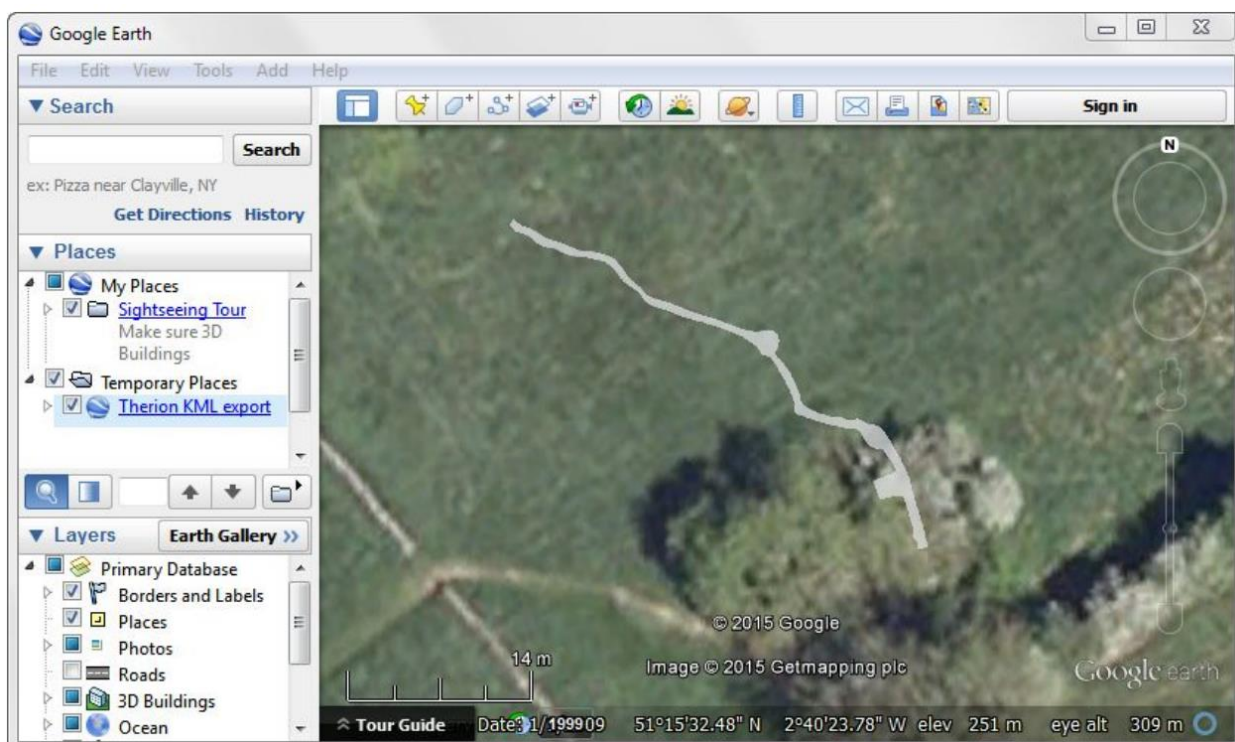 Google Earth
File Edit View Tools Add Help
Search
Sign in
Search
ex: Pizza near Clayville, NY
Get Directions History
Places
My Places
Sightseeing Tour
Make sure 3D
Buildings
Temporary Places
Therion KML export
Layers
Earth Gallery >>
Primary Database
Borders and Labels
Places
Photos
Roads
3D Buildings
Ocean
N
© 2015 Google
14 m
Image © 2015 Getmapping plc
Google earth
Tour Guide
51°15'32.48" N 2°40'23.78" W elev 251 m eye alt 309 m